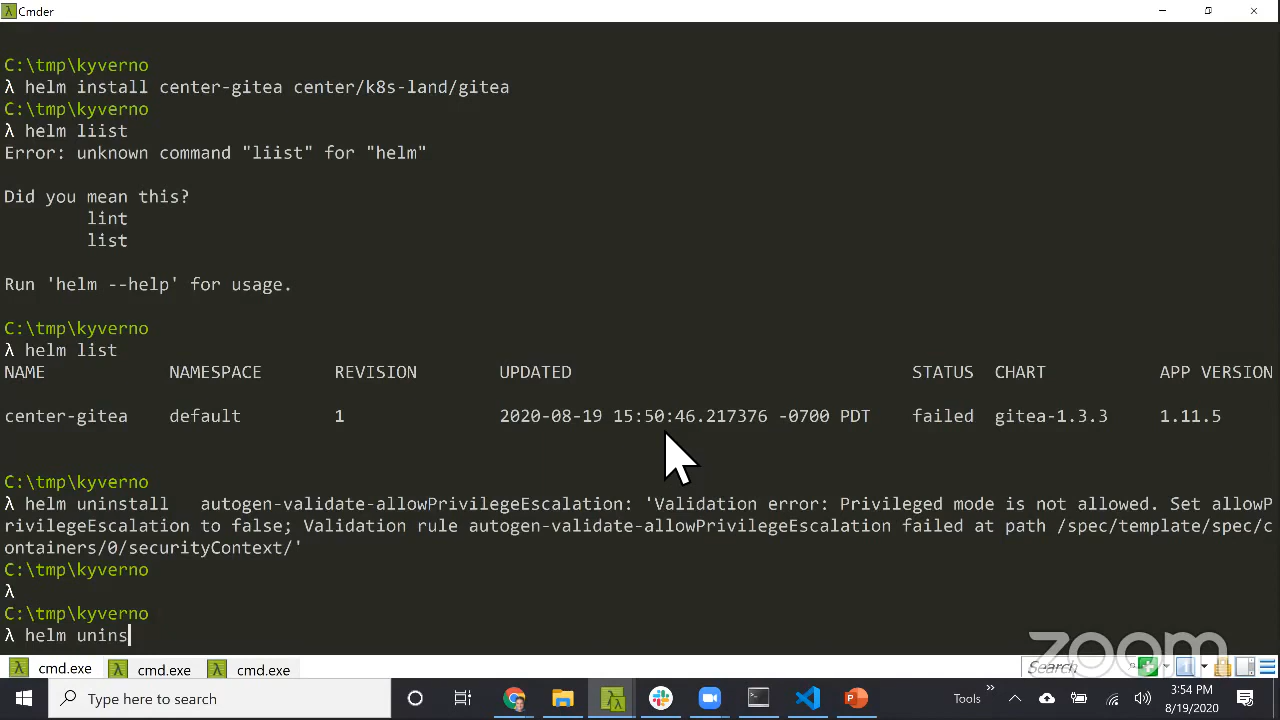 Cmder
C:\tmp\kyverno
λ helm install center-gitea center/k8s-land/gitea
C:\tmp\kyverno
λ helm liist
Error: unknown command "liist" for "helm"
Did you mean this?
lint
list
Run 'helm --help' for usage.
C:\tmp\kyverno
λ helm list
NAME NAMESPACE REVISION UPDATED STATUS CHART APP VERSION
center-gitea default 1 2020-08-19 15:50:46.217376 -0700 PDT failed gitea-1.3.3 1.11.5
C:\tmp\kyverno
λ helm uninstall   autogen-validate-allowPrivilegeEscalation: 'Validation error: Privileged mode is not allowed. Set allowP
rivilegeEscalation to false; Validation rule autogen-validate-allowPrivilegeEscalation failed at path /spec/template/spec/c
ontainers/0/securityContext/'
C:\tmp\kyverno
λ
C:\tmp\kyverno
λ helm unins
zoom
cmd.exe cmd.exe cmd.exe Search
Type here to search Tools 3:54 PM
8/19/2020